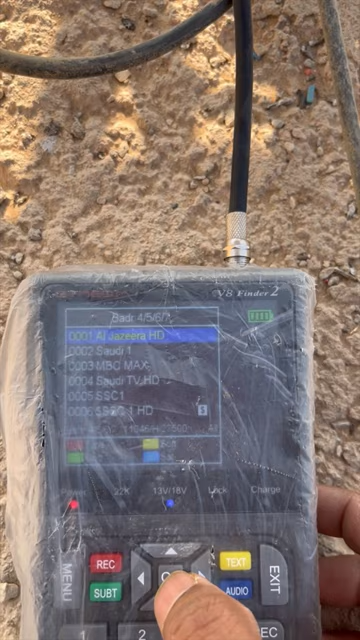 V8 Finder 2
Badr 4/5/6/7
0001 Al Jazeera HD
0002 Saudi 1
0003 MBC MAX
0004 Saudi TV HD
0005 SSC1
0006 SSC 1 HD
All
22K 13V/18V Lock Charge
REC
TEXT
MENU
EXIT
SUBT
AUDIO
1 2